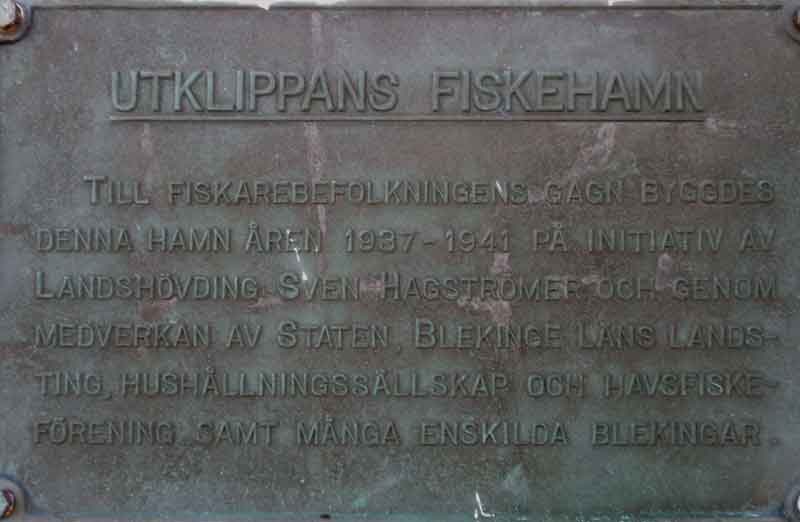 UTKLIPPANS FISKEHAMN
TILL FISKAREBEFOLKNINGENS GAGN BYGGDES
DENNA HAMN ÅREN 1937-1941 PÅ INITIATIV AV
LANDSHÖVDING SVEN HAGSTRÖMER OCH GENOM
MEDVERKAN AV STATEN, BLEKINGE LÄNS LANDS-
TING, HUSHÅLLNINGSSÄLLSKAP OCH HAVSFISKE-
FÖRENING SAMT MÅNGA ENSKILDA BLEKINGAR.